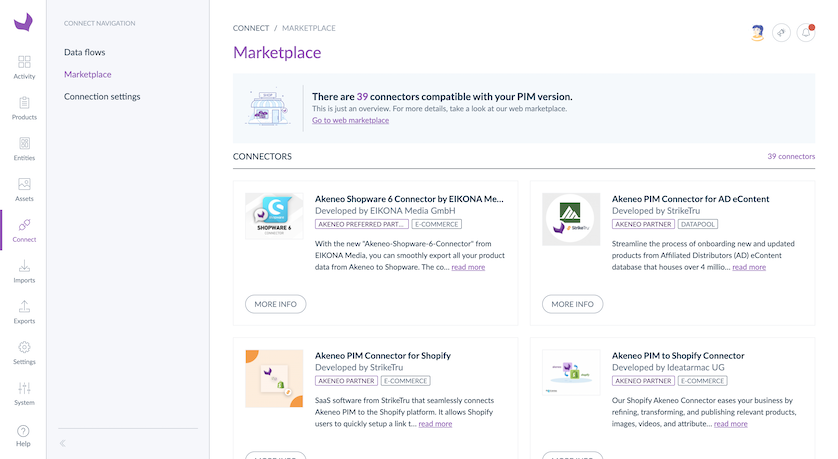 Activity
Products
Entities
Assets
Connect
Imports
Exports
Settings
System
Help
CONNECT NAVIGATION
Data flows
Marketplace
Connection settings
CONNECT / MARKETPLACE
Marketplace
SHOP
There are 39 connectors compatible with your PIM version.
This is just an overview. For more details, take a look at our web marketplace.
Go to web marketplace
CONNECTORS
39 connectors
SHOPWARE 6
CONNECTOR
Akeneo Shopware 6 Connector by EIKONA Me...
Developed by EIKONA Media GmbH
AKENEO PREFERRED PART... E-COMMERCE
With the new "Akeneo-Shopware-6-Connector" from
EIKONA Media, you can smoothly export all your product
data from Akeneo to Shopware. The co... read more
MORE INFO
StrikeTru
Akeneo PIM Connector for AD eContent
Developed by StrikeTru
AKENEO PARTNER DATAPOOL
Streamline the process of onboarding new and updated
products from Affiliated Distributors (AD) eContent
database that houses over 4 millio... read more
MORE INFO
Akeneo PIM Connector for Shopify
Developed by StrikeTru
AKENEO PARTNER E-COMMERCE
SaaS software from StrikeTru that seamlessly connects
Akeneo PIM to the Shopify platform. It allows Shopify
users to quickly setup a link t... read more
MORE INFO
Akeneo PIM to Shopify Connector
Developed by Ideatarmac UG
AKENEO PARTNER E-COMMERCE
Our Shopify Akeneo Connector eases your business by
refining, transforming, and publishing relevant products,
images, videos, and attribute... read more
MORE INFO